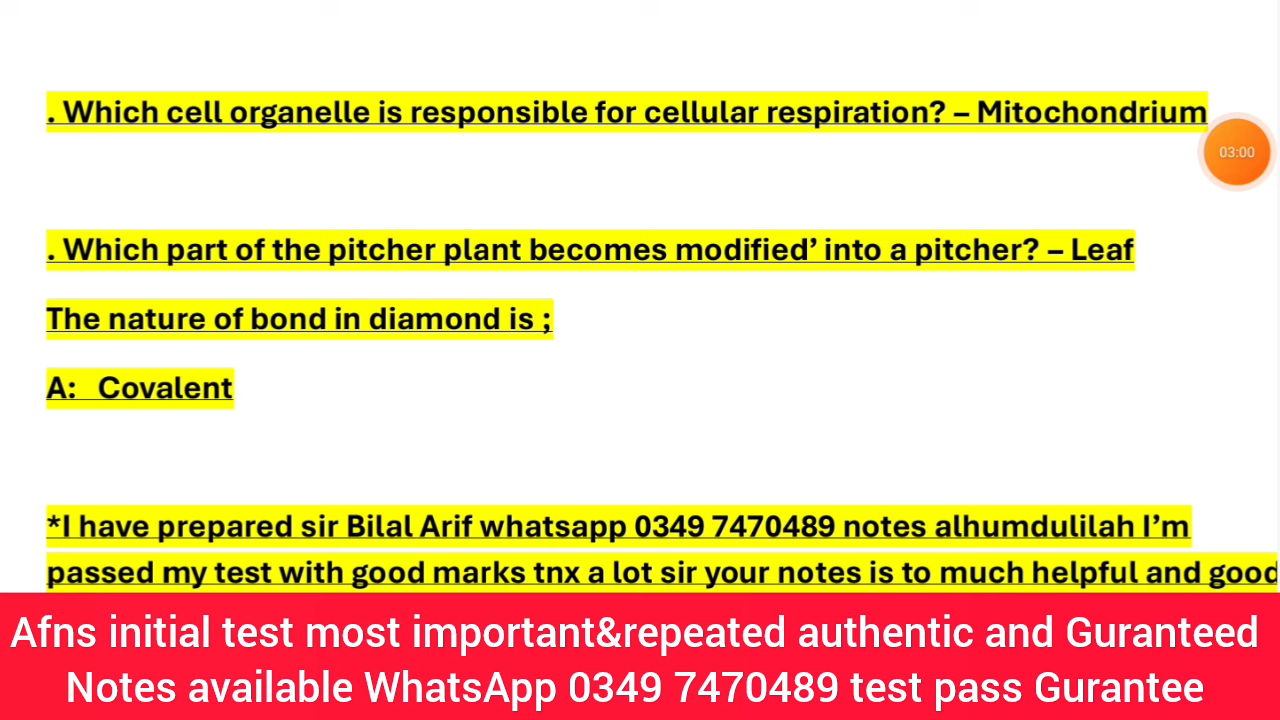 . Which cell organelle is responsible for cellular respiration? – Mitochondrium
03:00
. Which part of the pitcher plant becomes modified’ into a pitcher? – Leaf
The nature of bond in diamond is ;
A: Covalent
*I have prepared sir Bilal Arif whatsapp 0349 7470489 notes alhumdulilah I’m
passed my test with good marks tnx a lot sir your notes is to much helpful and good
Afns initial test most important&repeated authentic and Guranteed
Notes available WhatsApp 0349 7470489 test pass Gurantee